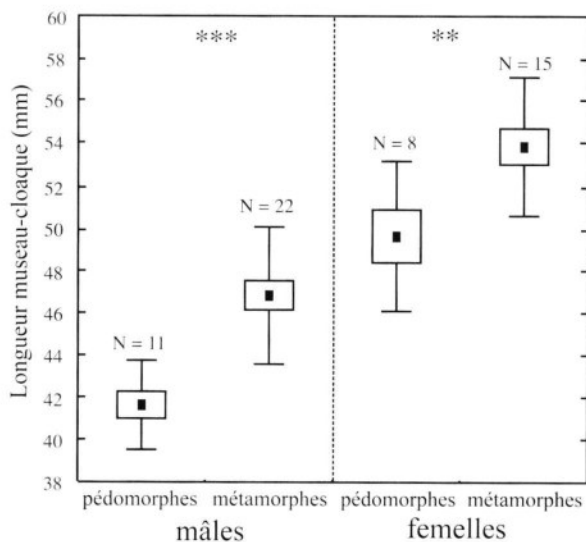 60
58
56
54
52
50
48
46
44
42
40
38
Longueur museau-cloaque (mm)
***
**
N = 11
N = 22
N = 8
N = 15
pédomorphes métamorphes pédomorphes métamorphes
mâles femelles